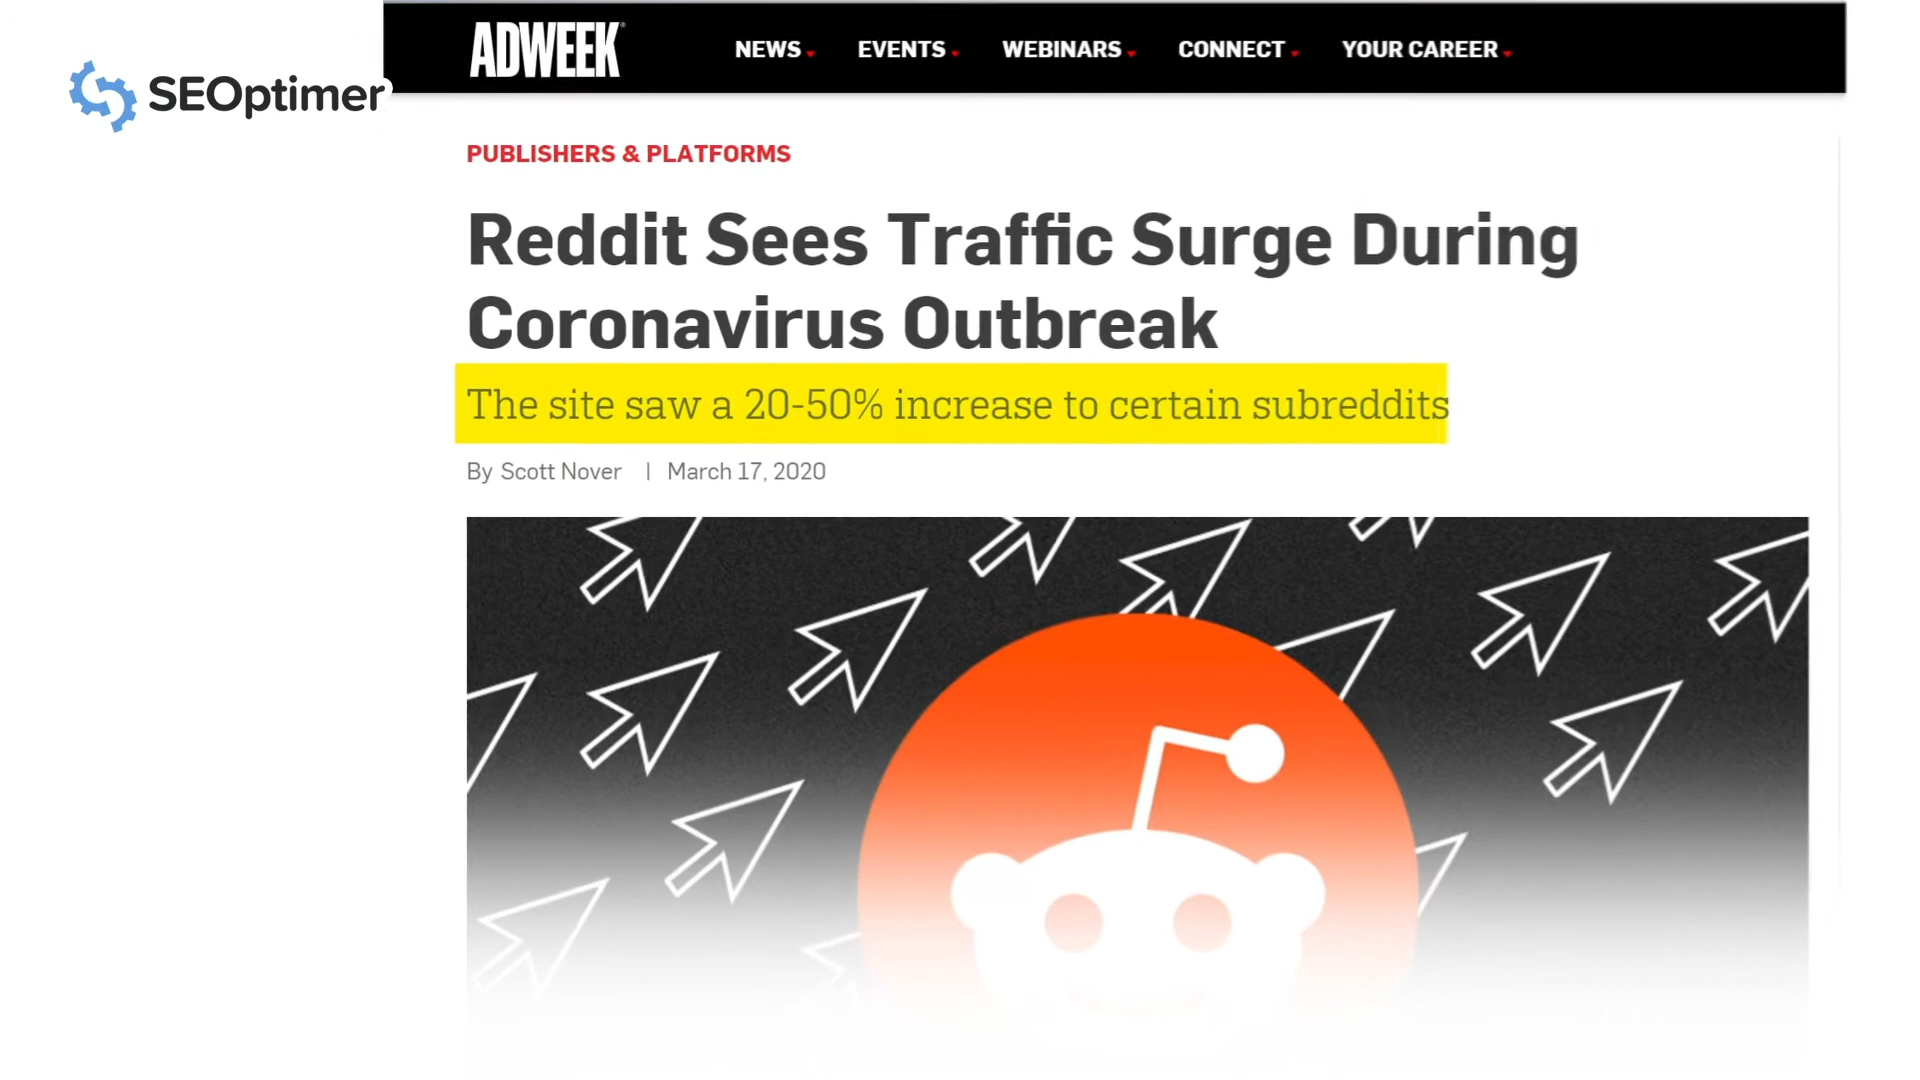 SEOptimer
ADWEEK
NEWS EVENTS WEBINARS CONNECT YOUR CAREER
PUBLISHERS & PLATFORMS
Reddit Sees Traffic Surge During
Coronavirus Outbreak
The site saw a 20-50% increase to certain subreddits
By Scott Nover | March 17, 2020